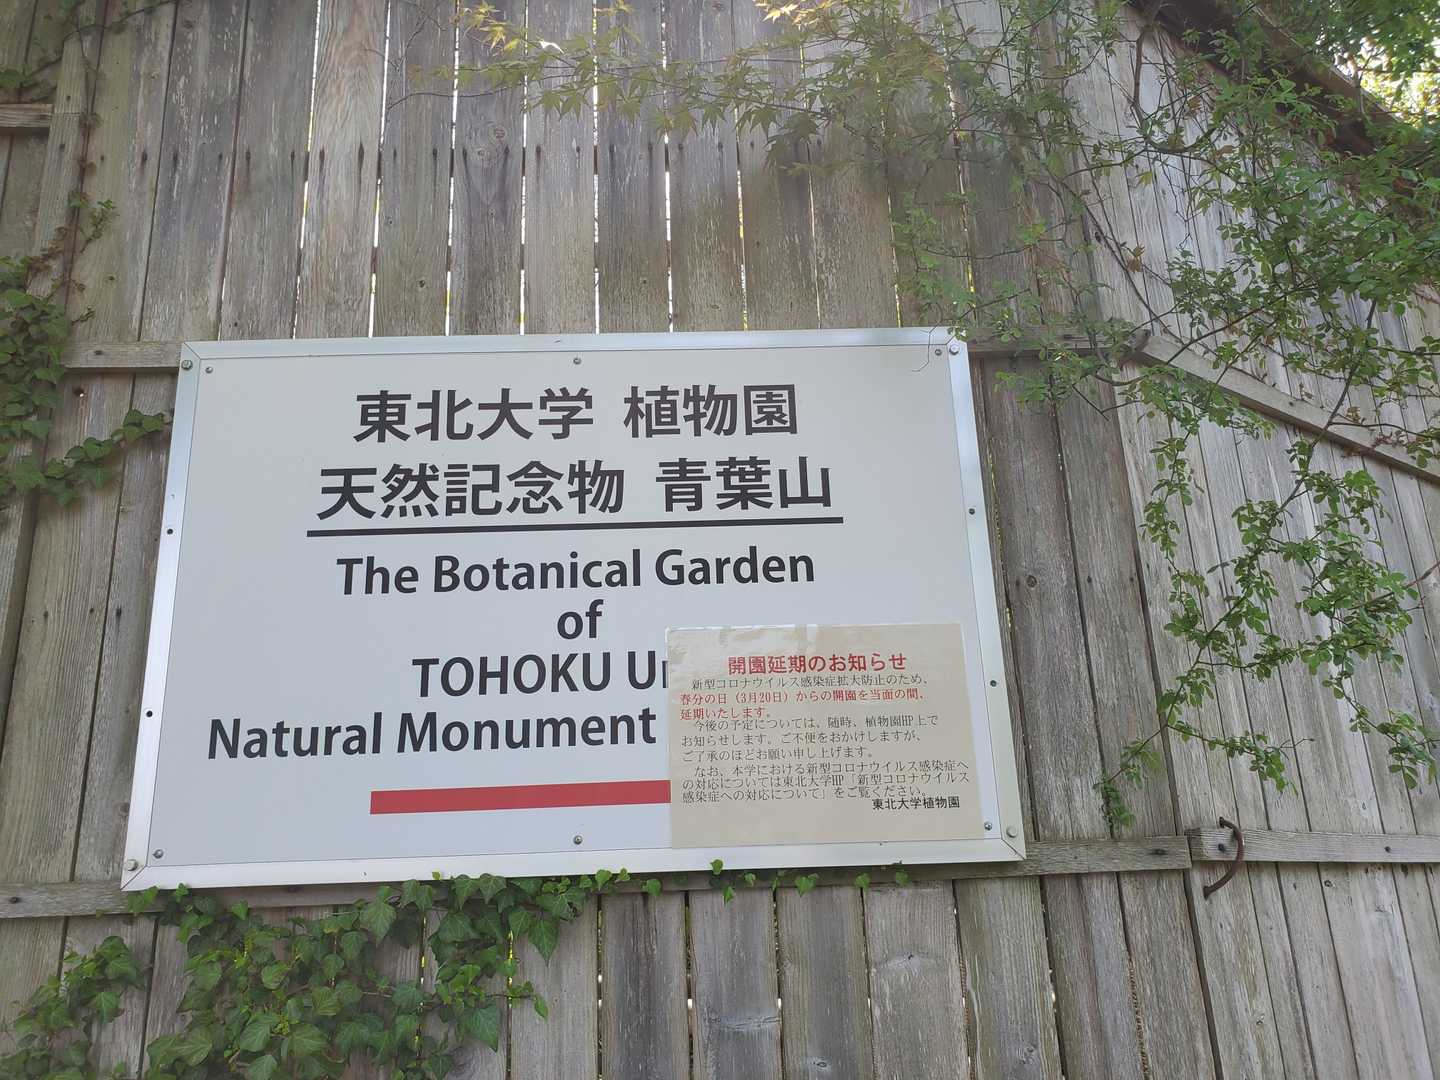 東北大学 植物園
天然記念物 青葉山
The Botanical Garden
of
TOHOKU Un
Natural Monument
開園延期のお知らせ
新型コロナウイルス感染症拡大防止のため、
春分の日（3月20日）からの開園を当面の間、
延期いたします。
今後の予定については、随時、植物園HP上で
お知らせします。ご不便をおかけしますが、
ご了承のほどお願い申し上げます。
なお、本学における新型コロナウイルス感染症へ
の対応については東北大学HP「新型コロナウイルス
感染症への対応について」をご覧ください。
東北大学植物園